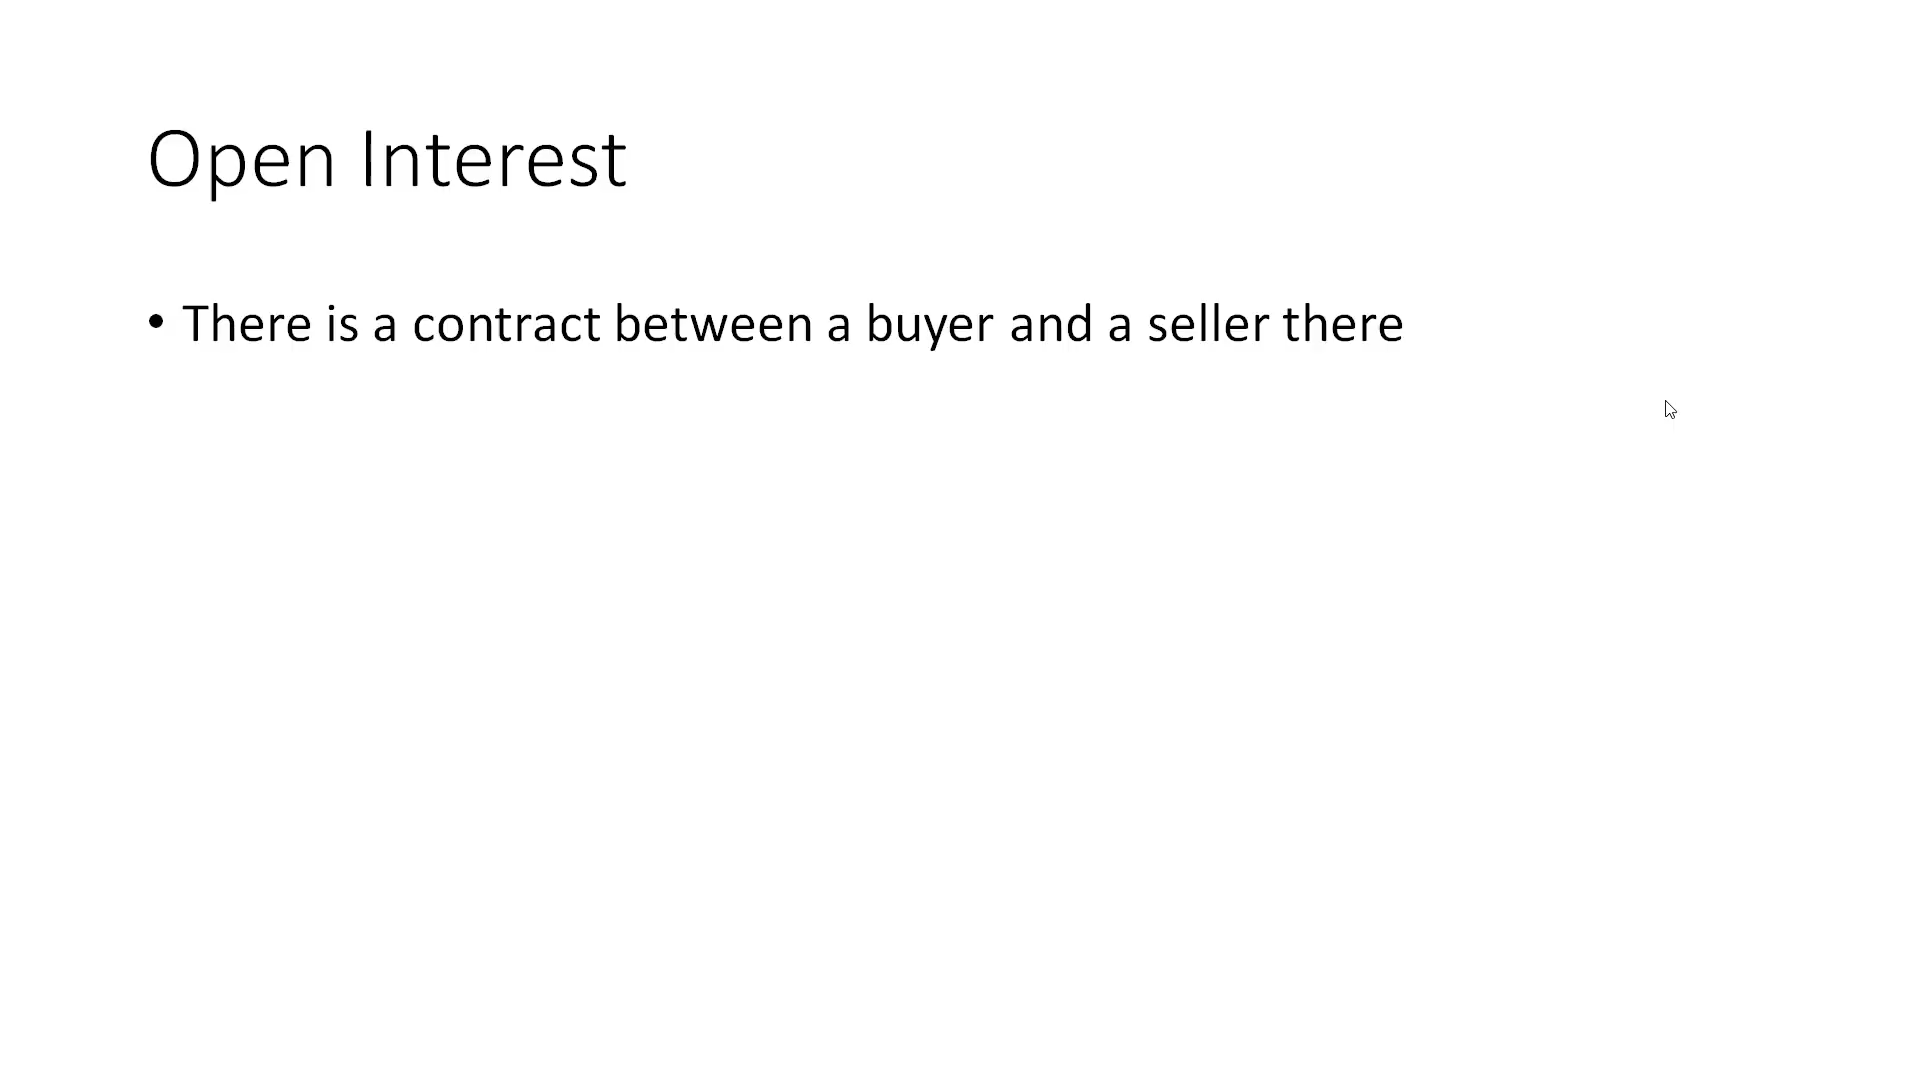 Open Interest
• There is a contract between a buyer and a seller there